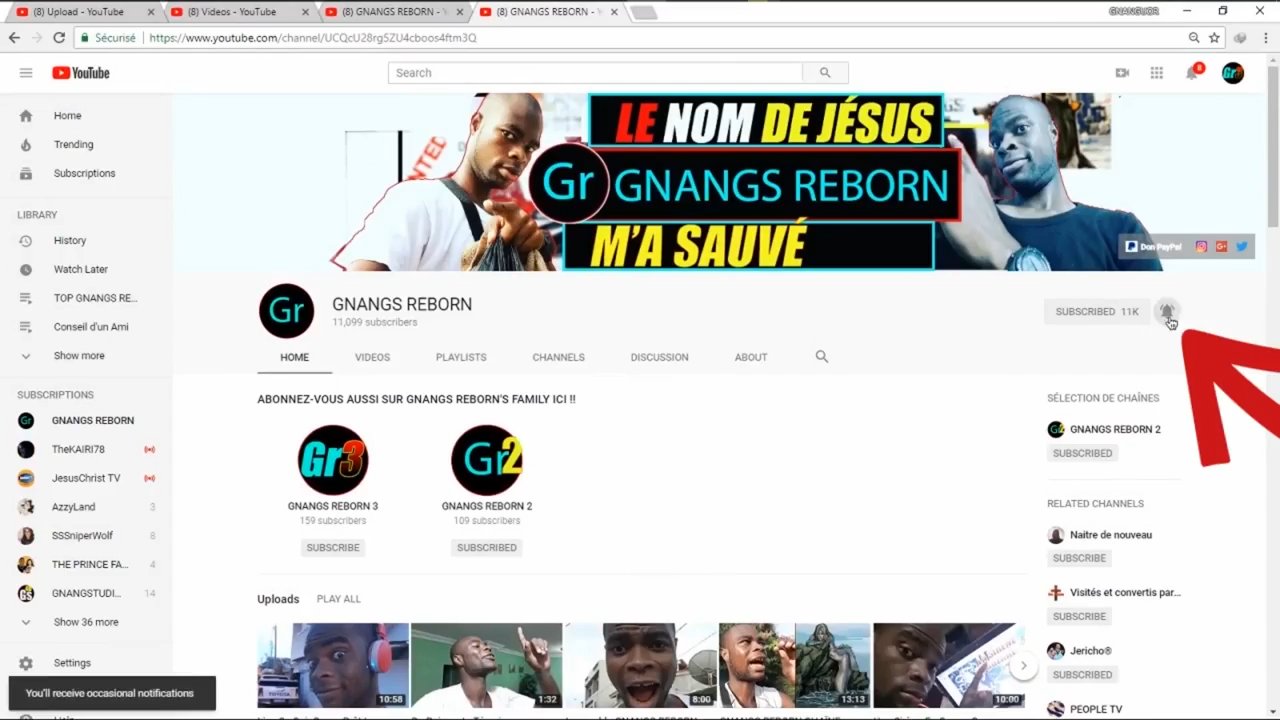 (8) Upload - YouTube
(8) Videos - YouTube
(8) GNANGS REBORN - 
(8) GNANGS REBORN - 
GNANGUOR
Sécurisé
https://www.youtube.com/channel/UCQcU28rg5ZU4cboos4ftm3Q
YouTube
Search
8
Gr3
Home
Trending
Subscriptions
LIBRARY
History
Watch Later
TOP GNANGS RE...
Conseil d'un Ami
Show more
SUBSCRIPTIONS
GNANGS REBORN
TheKAIRI78
JesusChrist TV
AzzyLand 3
SSSniperWolf 8
THE PRINCE FA... 4
GNANGSTUDI... 14
Show 36 more
Settings
You'll receive occasional notifications
LE NOM DE JÉSUS
Gr GNANGS REBORN
M'A SAUVÉ
Don PayPal
Gr
GNANGS REBORN
11,099 subscribers
SUBSCRIBED 11K
HOME
VIDEOS
PLAYLISTS
CHANNELS
DISCUSSION
ABOUT
ABONNEZ-VOUS AUSSI SUR GNANGS REBORN'S FAMILY ICI !!
Gr3
GNANGS REBORN 3
159 subscribers
SUBSCRIBE
Gr2
GNANGS REBORN 2
109 subscribers
SUBSCRIBED
Uploads
PLAY ALL
10:58
1:32
8:00
13:13
10:00
SÉLECTION DE CHAÎNES
GNANGS REBORN 2
SUBSCRIBED
RELATED CHANNELS
Naitre de nouveau
SUBSCRIBE
Visités et convertis par...
SUBSCRIBE
Jericho®
SUBSCRIBED
PEOPLE TV